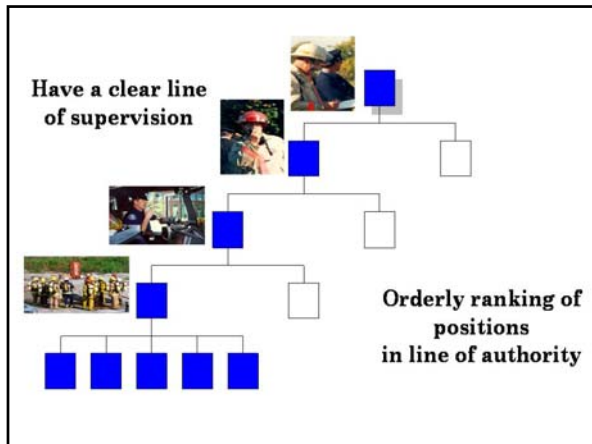 Have a clear line
of supervision
Orderly ranking of
positions
in line of authority